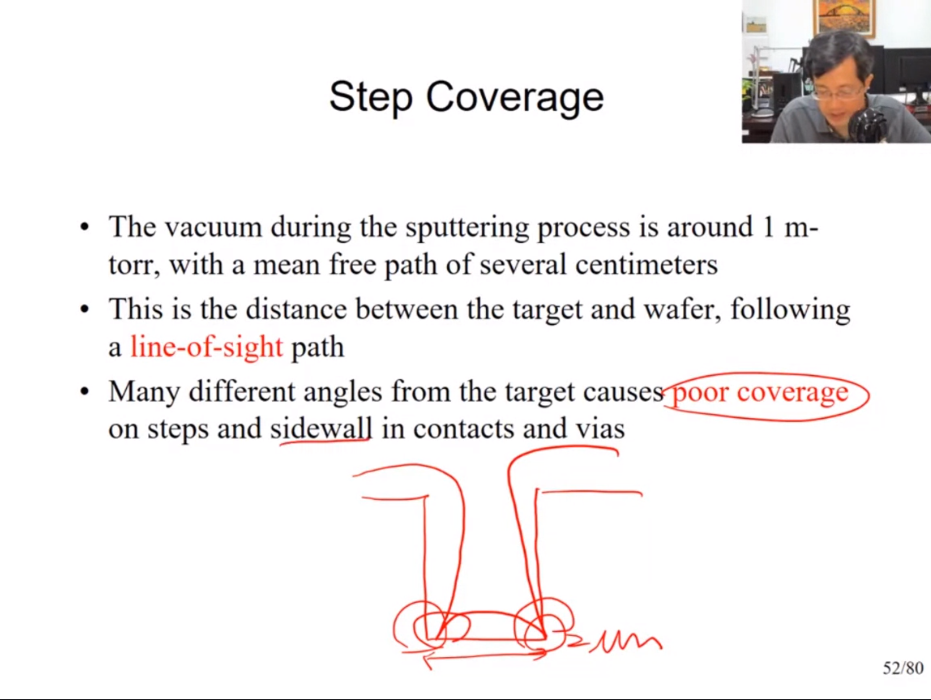 Step Coverage
• The vacuum during the sputtering process is around 1 m-
torr, with a mean free path of several centimeters
• This is the distance between the target and wafer, following
a line-of-sight path
• Many different angles from the target causes poor coverage
on steps and sidewall in contacts and vias
2 um
52/80